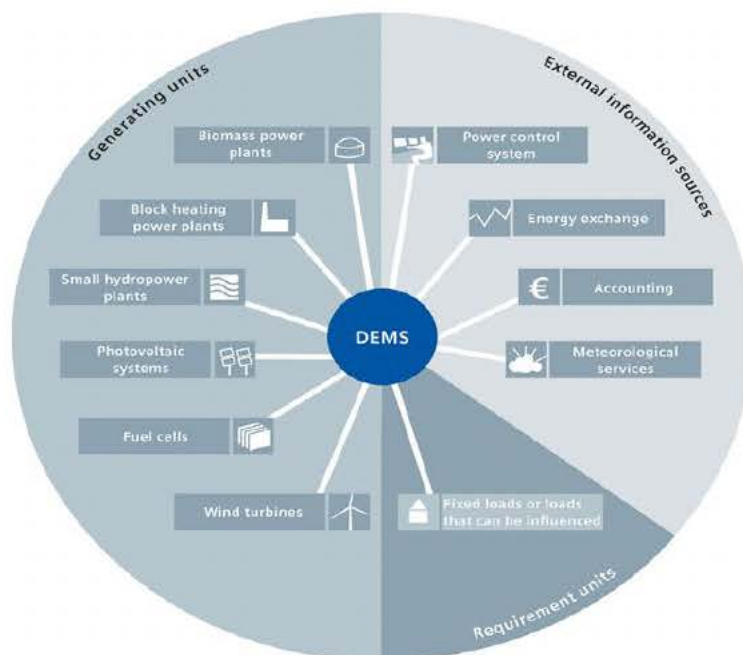 Generating units
Biomass power
plants
Block heating
power plants
Small hydropower
plants
Photovoltaic
systems
Fuel cells
Wind turbines
DEMS
External information sources
Power control
system
Energy exchange
€
Accounting
Meteorological
services
Fixed loads or loads
that can be influenced
Requirement units